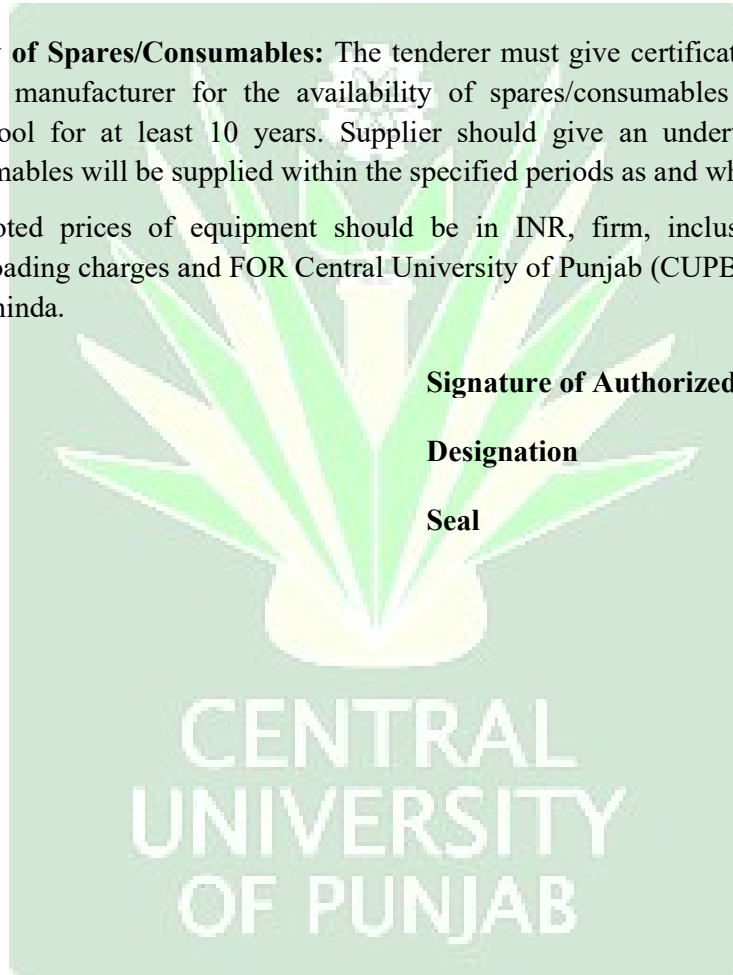 of Spares/Consumables: The tenderer must give certificat
manufacturer for the availability of spares/consumables
ool for at least 10 years. Supplier should give an under
mables will be supplied within the specified periods as and wh
oted prices of equipment should be in INR, firm, inclus
oading charges and FOR Central University of Punjab (CUPB
inda.
Signature of Authorized
Designation
Seal
CENTRAL
UNIVERSITY
OF PUNJAB